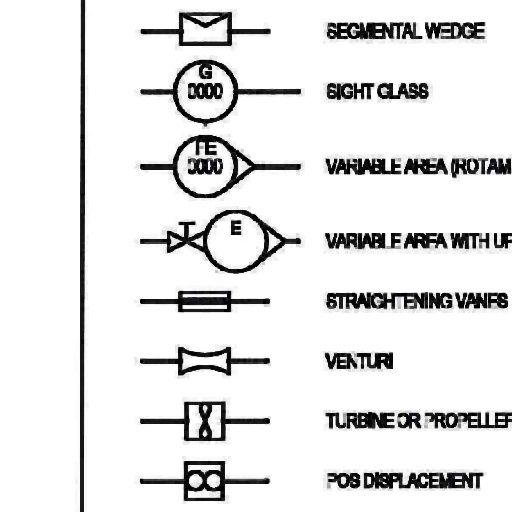 SEGMENTAL WEDGE
G
0000
SIGHT GLASS
FE
0000
VARIABLE AREA (ROTAM
E
VARIABLE AREA WITH UP
STRAIGHTENING VANES
VENTURI
TURBINE OR PROPELLER
POS DISPLACEMENT